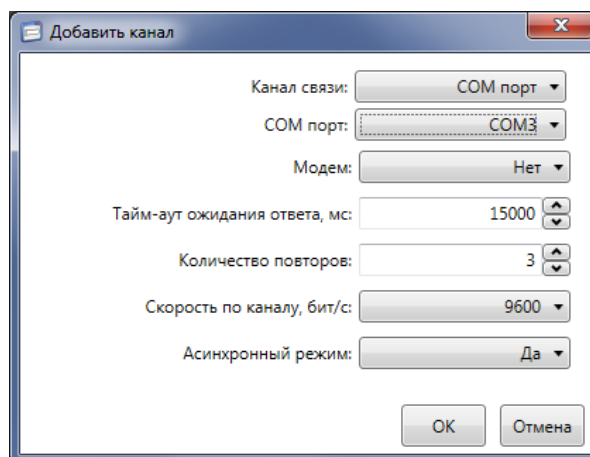 Добавить канал
Канал связи: COM порт
COM порт: COM3
Модем: Нет
Тайм-аут ожидания ответа, мс: 15000
Количество повторов: 3
Скорость по каналу, бит/с: 9600
Асинхронный режим: Да
OK Отмена